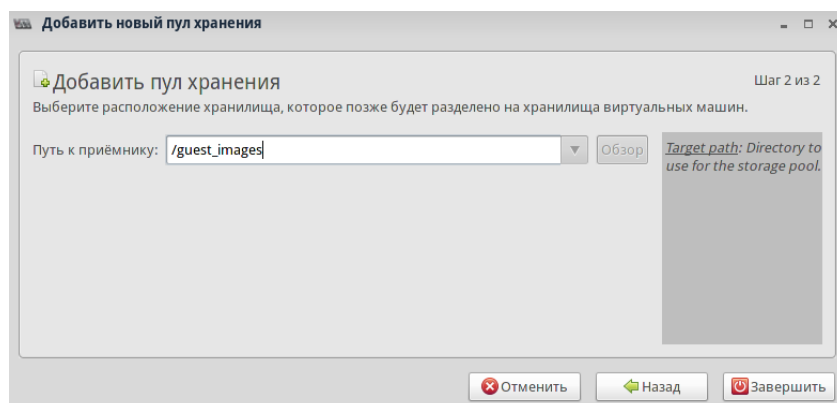 Добавить новый пул хранения
Добавить пул хранения
Шаг 2 из 2
Выберите расположение хранилища, которое позже будет разделено на хранилища виртуальных машин.
Путь к приёмнику: /guest_images
Обзор
Target path: Directory to
use for the storage pool.
Отменить
Назад
Завершить